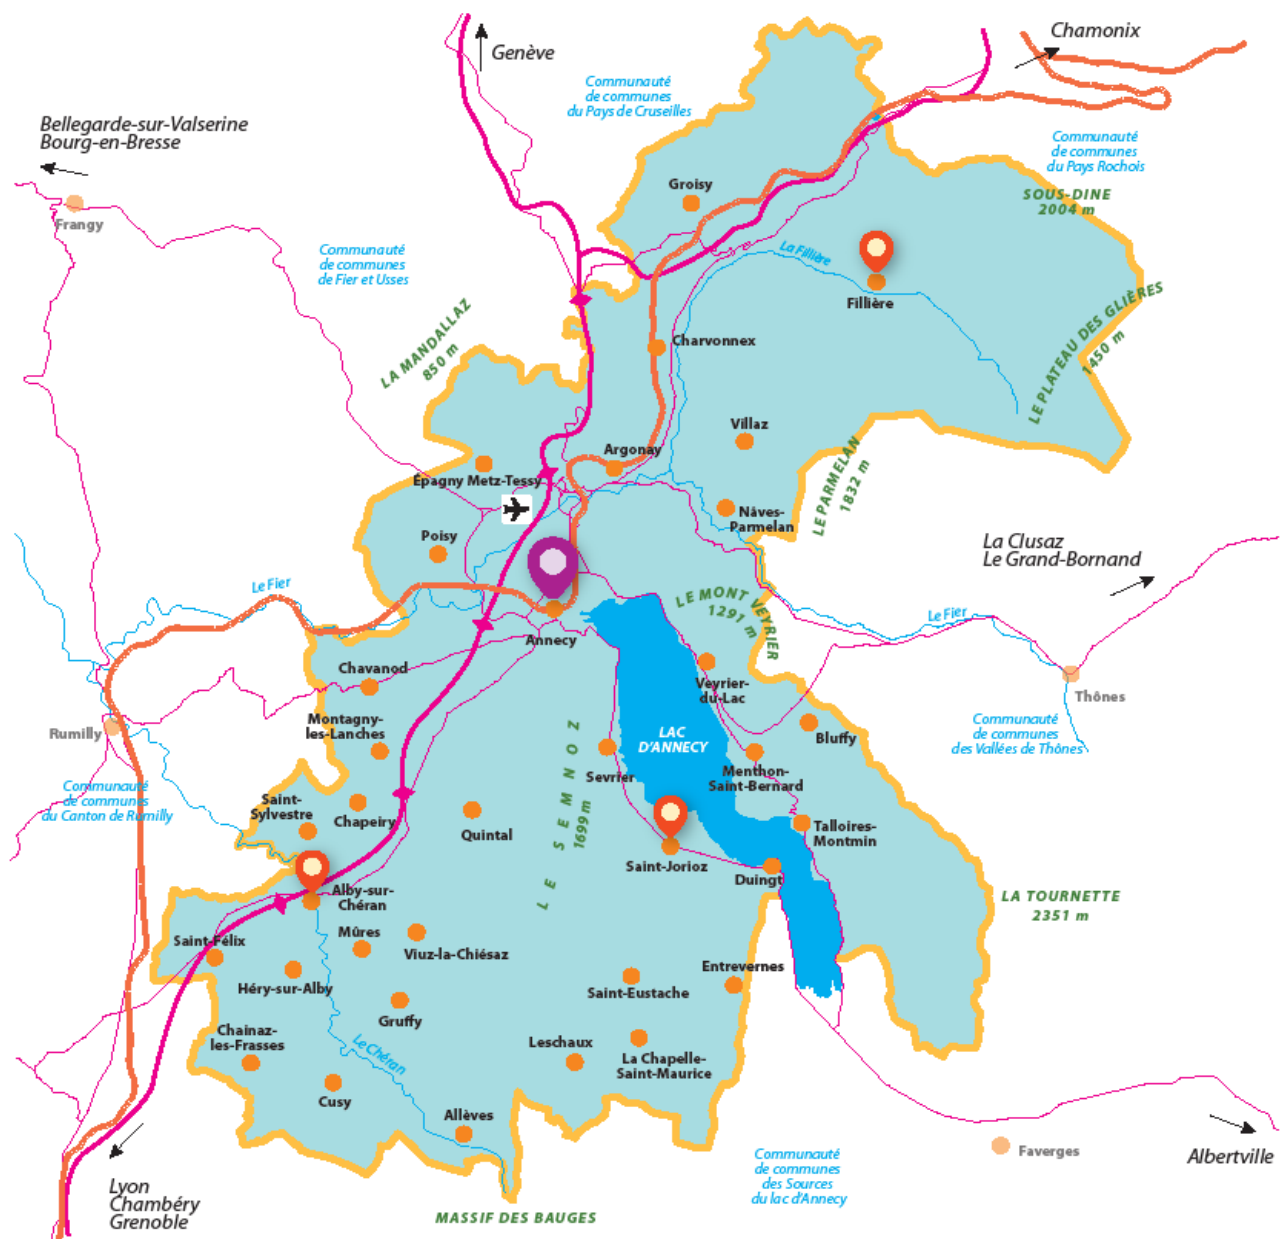 Chamonix
Genève
Communauté
de communes
du Pays de Cruseilles
Bellegarde-sur-Valserine
Bourg-en-Bresse
Communauté
de communes
du Pays Rochois
Groisy
SOUS-DINE
2004 m
Frangy
Communauté
de communes
de Fier et Usses
La Fillière
Fillière
LA MANDALLAZ
850 m
LE PLATEAU DES GLIÈRES
1450 m
Charvonnex
Villaz
Argonay
Épagny Metz-Tessy
LE PARMELAN
1832 m
Nâves-
Parmelan
Poisy
La Clusaz
Le Grand-Bornand
Le Fier
LE MONT VEYRIER
1291 m
Le Fier
Annecy
Chavanod
Veyrier-
du-Lac
Thônes
Montagny-
les-Lanches
Rumilly
LAC
D'ANNECY
Bluffy
Communauté
de communes
des Vallées de Thônes
Sevrier
Menthon-
Saint-Bernard
Communauté
de communes
du Canton de Rumilly
Saint-
Sylvestre
Chapeiry
Quintal
LE SEMNOZ
1699 m
Talloires-
Montmin
Saint-Jorioz
Duingt
Alby-sur-
Chéran
LA TOURNETTE
2351 m
Mûres
Saint-Félix
Viuz-la-Chiésaz
Entrevernes
Héry-sur-Alby
Saint-Eustache
Gruffy
Chainaz-
les-Frasses
Le Chéran
Leschaux
La Chapelle-
Saint-Maurice
Cusy
Allèves
Faverges
Albertville
Communauté
de communes
des Sources
du lac d'Annecy
Lyon
Chambéry
Grenoble
MASSIF DES BAUGES